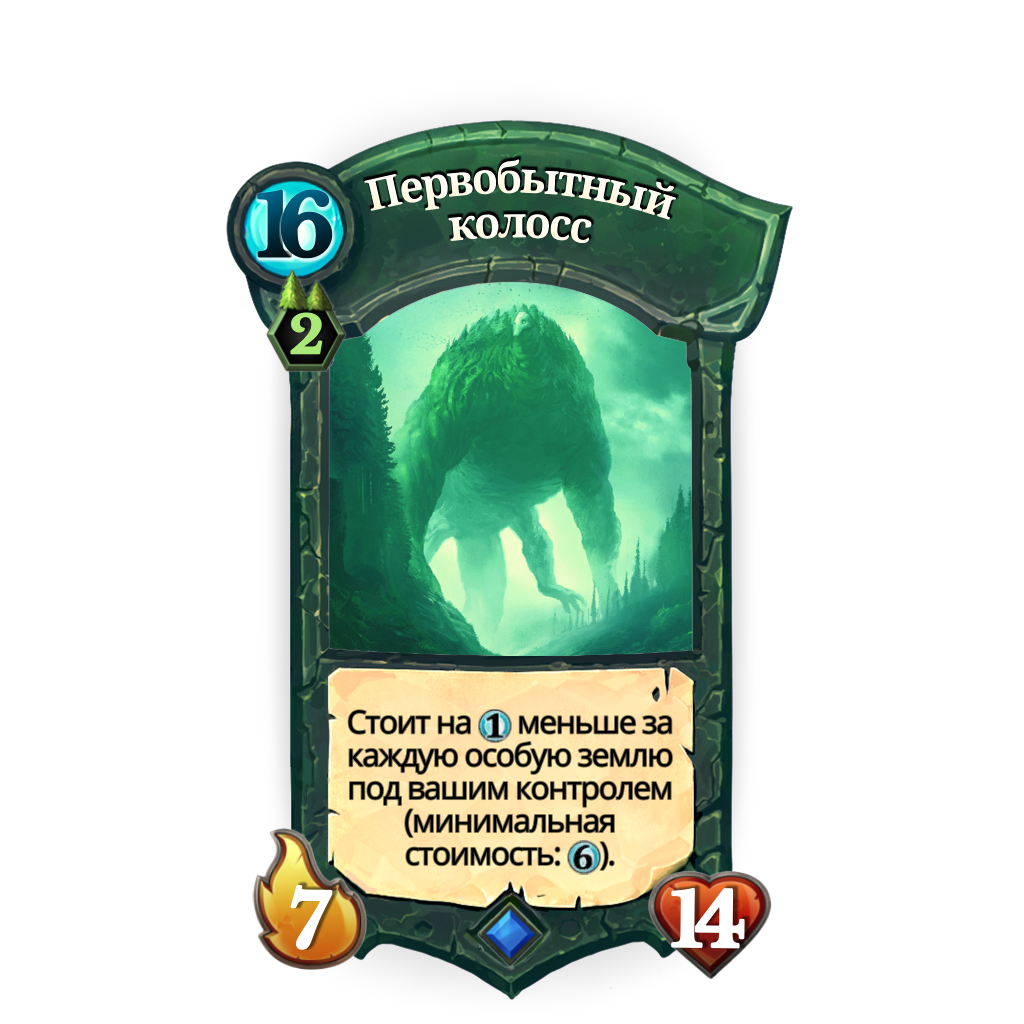 Первобытный
колосс
16
2
Стоит на 1 меньше за
каждую особую землю
под вашим контролем
(минимальная
стоимость: 6).
7
14